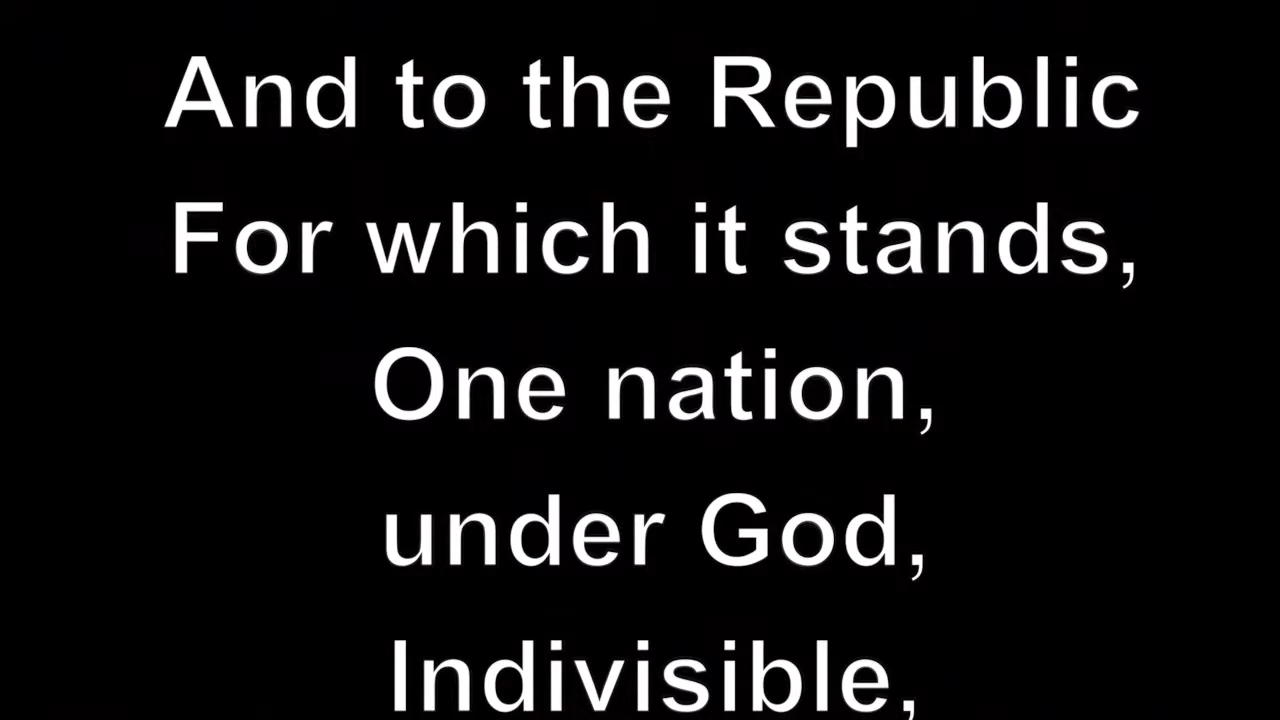 And to the Republic
For which it stands,
One nation,
under God,
Indivisible,